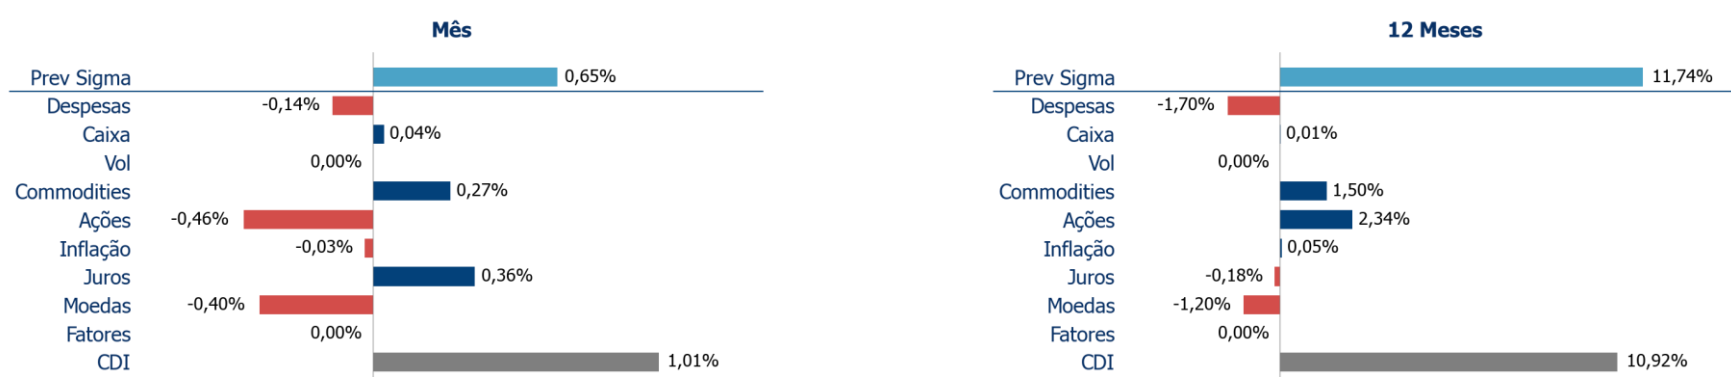 Mês
Prev Sigma 0,65%
Despesas -0,14%
Caixa 0,04%
Vol 0,00%
Commodities 0,27%
Ações -0,46%
Inflação -0,03%
Juros 0,36%
Moedas -0,40%
Fatores 0,00%
CDI 1,01%
12 Meses
Prev Sigma 11,74%
Despesas -1,70%
Caixa 0,01%
Vol 0,00%
Commodities 1,50%
Ações 2,34%
Inflação 0,05%
Juros -0,18%
Moedas -1,20%
Fatores 0,00%
CDI 10,92%